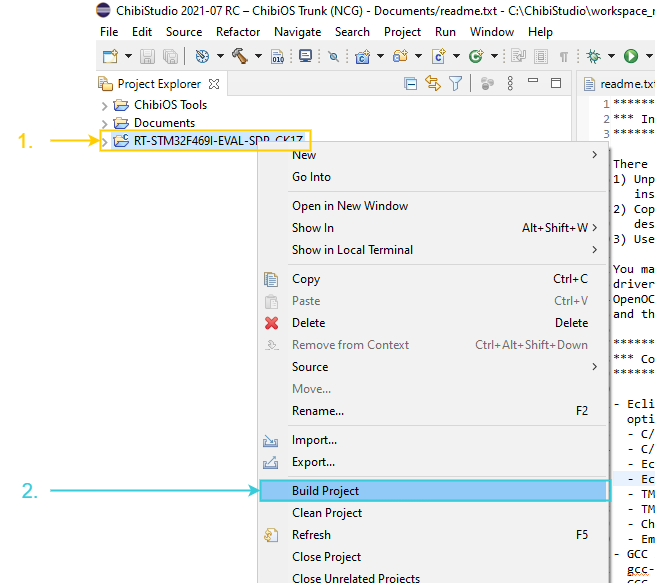 ChibiStudio 2021-07 RC – ChibiOS Trunk (NCG) - Documents/readme.txt - C:\ChibiStudio\workspace_
File Edit Source Refactor Navigate Search Project Run Window Help
Project Explorer
readme.tx
ChibiOS Tools
Documents
1. RT-STM32F469I-EVAL-SDP_CK1Z
1 *******
2 *** In
3 *******
There
1) Unp
ins
2) Cop
des
3) Use
You ma
driver
OpenOC
and th
*******
*** Co
*******
- Ecli
opti
- C/
- C/
- Ec
- Ec
- TM
- TM
- Ch
- Em
- GCC
gcc-
GCC
New
Go Into
Open in New Window
Show In Alt+Shift+W
Show in Local Terminal
Copy Ctrl+C
Paste Ctrl+V
Delete Delete
Remove from Context Ctrl+Alt+Shift+Down
Source
Move...
Rename... F2
Import...
Export...
2. Build Project
Clean Project
Refresh F5
Close Project
Close Unrelated Projects